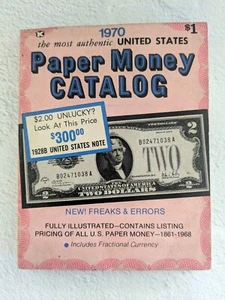 1970
$1
the most authentic UNITED STATES
Paper Money
CATALOG
$2.00 UNLUCKY?
Look At This Price
$300.00
1928B UNITED STATES NOTE
B02471038A
TWO
B02471038A
TWO DOLLARS
NEW! FREAKS & ERRORS
FULLY ILLUSTRATED—CONTAINS LISTING
PRICING OF ALL U.S. PAPER MONEY—1861-1968
• Includes Fractional Currency